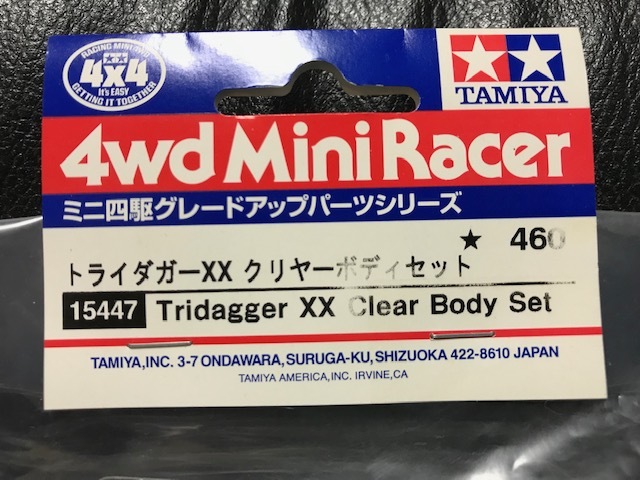 RACING MINI 4WD
4x4
It's EASY
GETTING IT TOGETHER
TAMIYA
4wd Mini Racer
ミニ四駆グレードアップパーツシリーズ
★ 460
トライダガーXX クリヤーボディセット
15447 Tridagger XX Clear Body Set
TAMIYA,INC. 3-7 ONDAWARA, SURUGA-KU, SHIZUOKA 422-8610 JAPAN
TAMIYA AMERICA,INC. IRVINE,CA